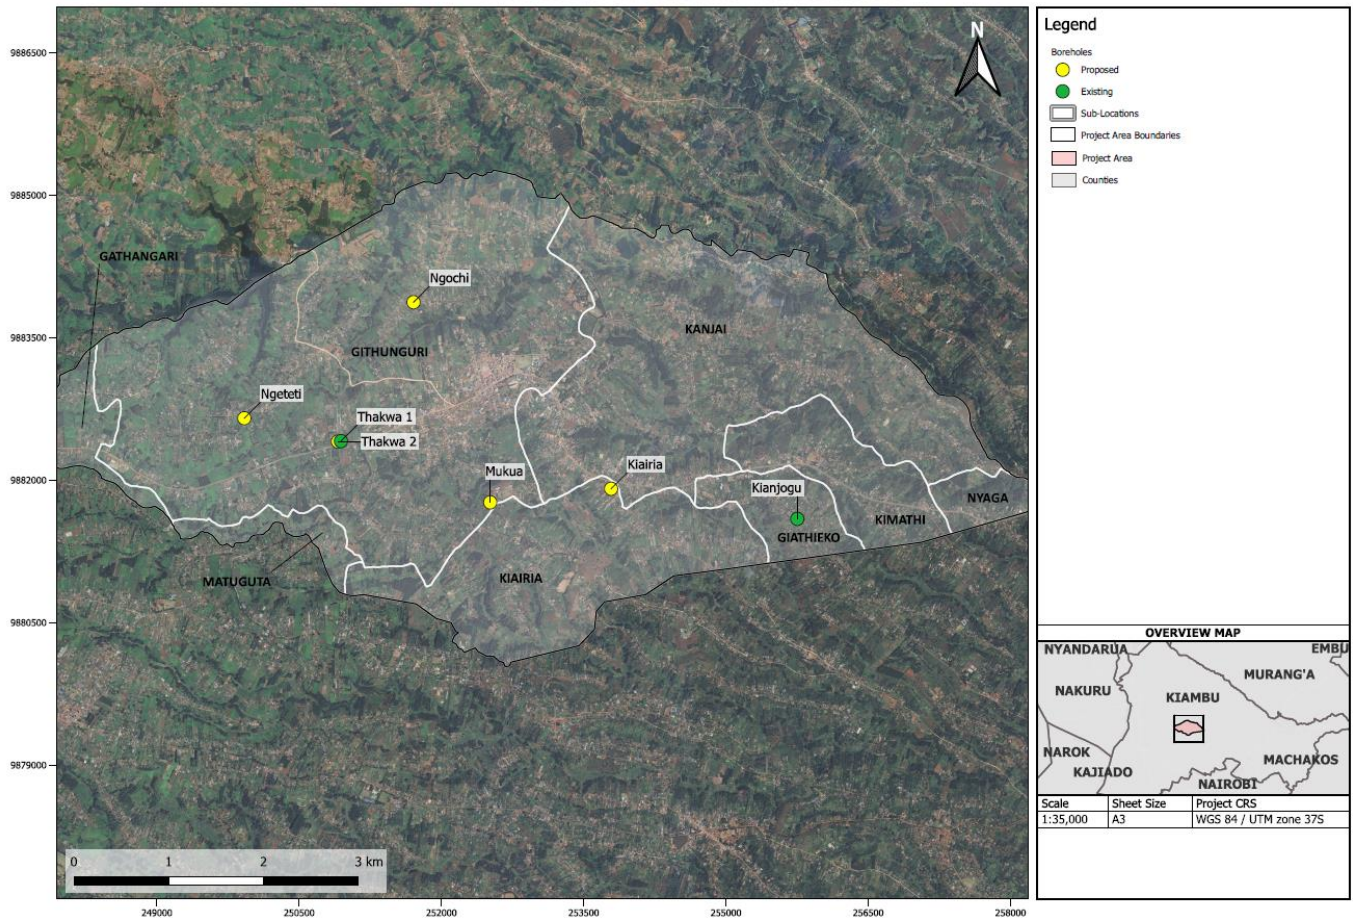 9886500
9885000
9883500
9882000
9880500
9879000
N
GATHANGARI
Ngochi
KANJAI
GITHUNGURI
Ngeteti
Thakwa 1
Thakwa 2
Mukua
Kiairia
Kianjogu
NYAGA
KIMATHI
GIATHIEKO
KIAIRIA
MATUGUTA
0 1 2 3 km
249000 250500 252000 253500 255000 256500 258000
Legend
Boreholes
Proposed
Existing
Sub-Locations
Project Area Boundaries
Project Area
Counties
OVERVIEW MAP
NYANDARUA
EMBU
MURANG'A
NAKURU
KIAMBU
NAROK
KAJIADO
MACHAKOS
NAIROBI
Scale Sheet Size Project CRS
1:35,000 A3 WGS 84 / UTM zone 37S